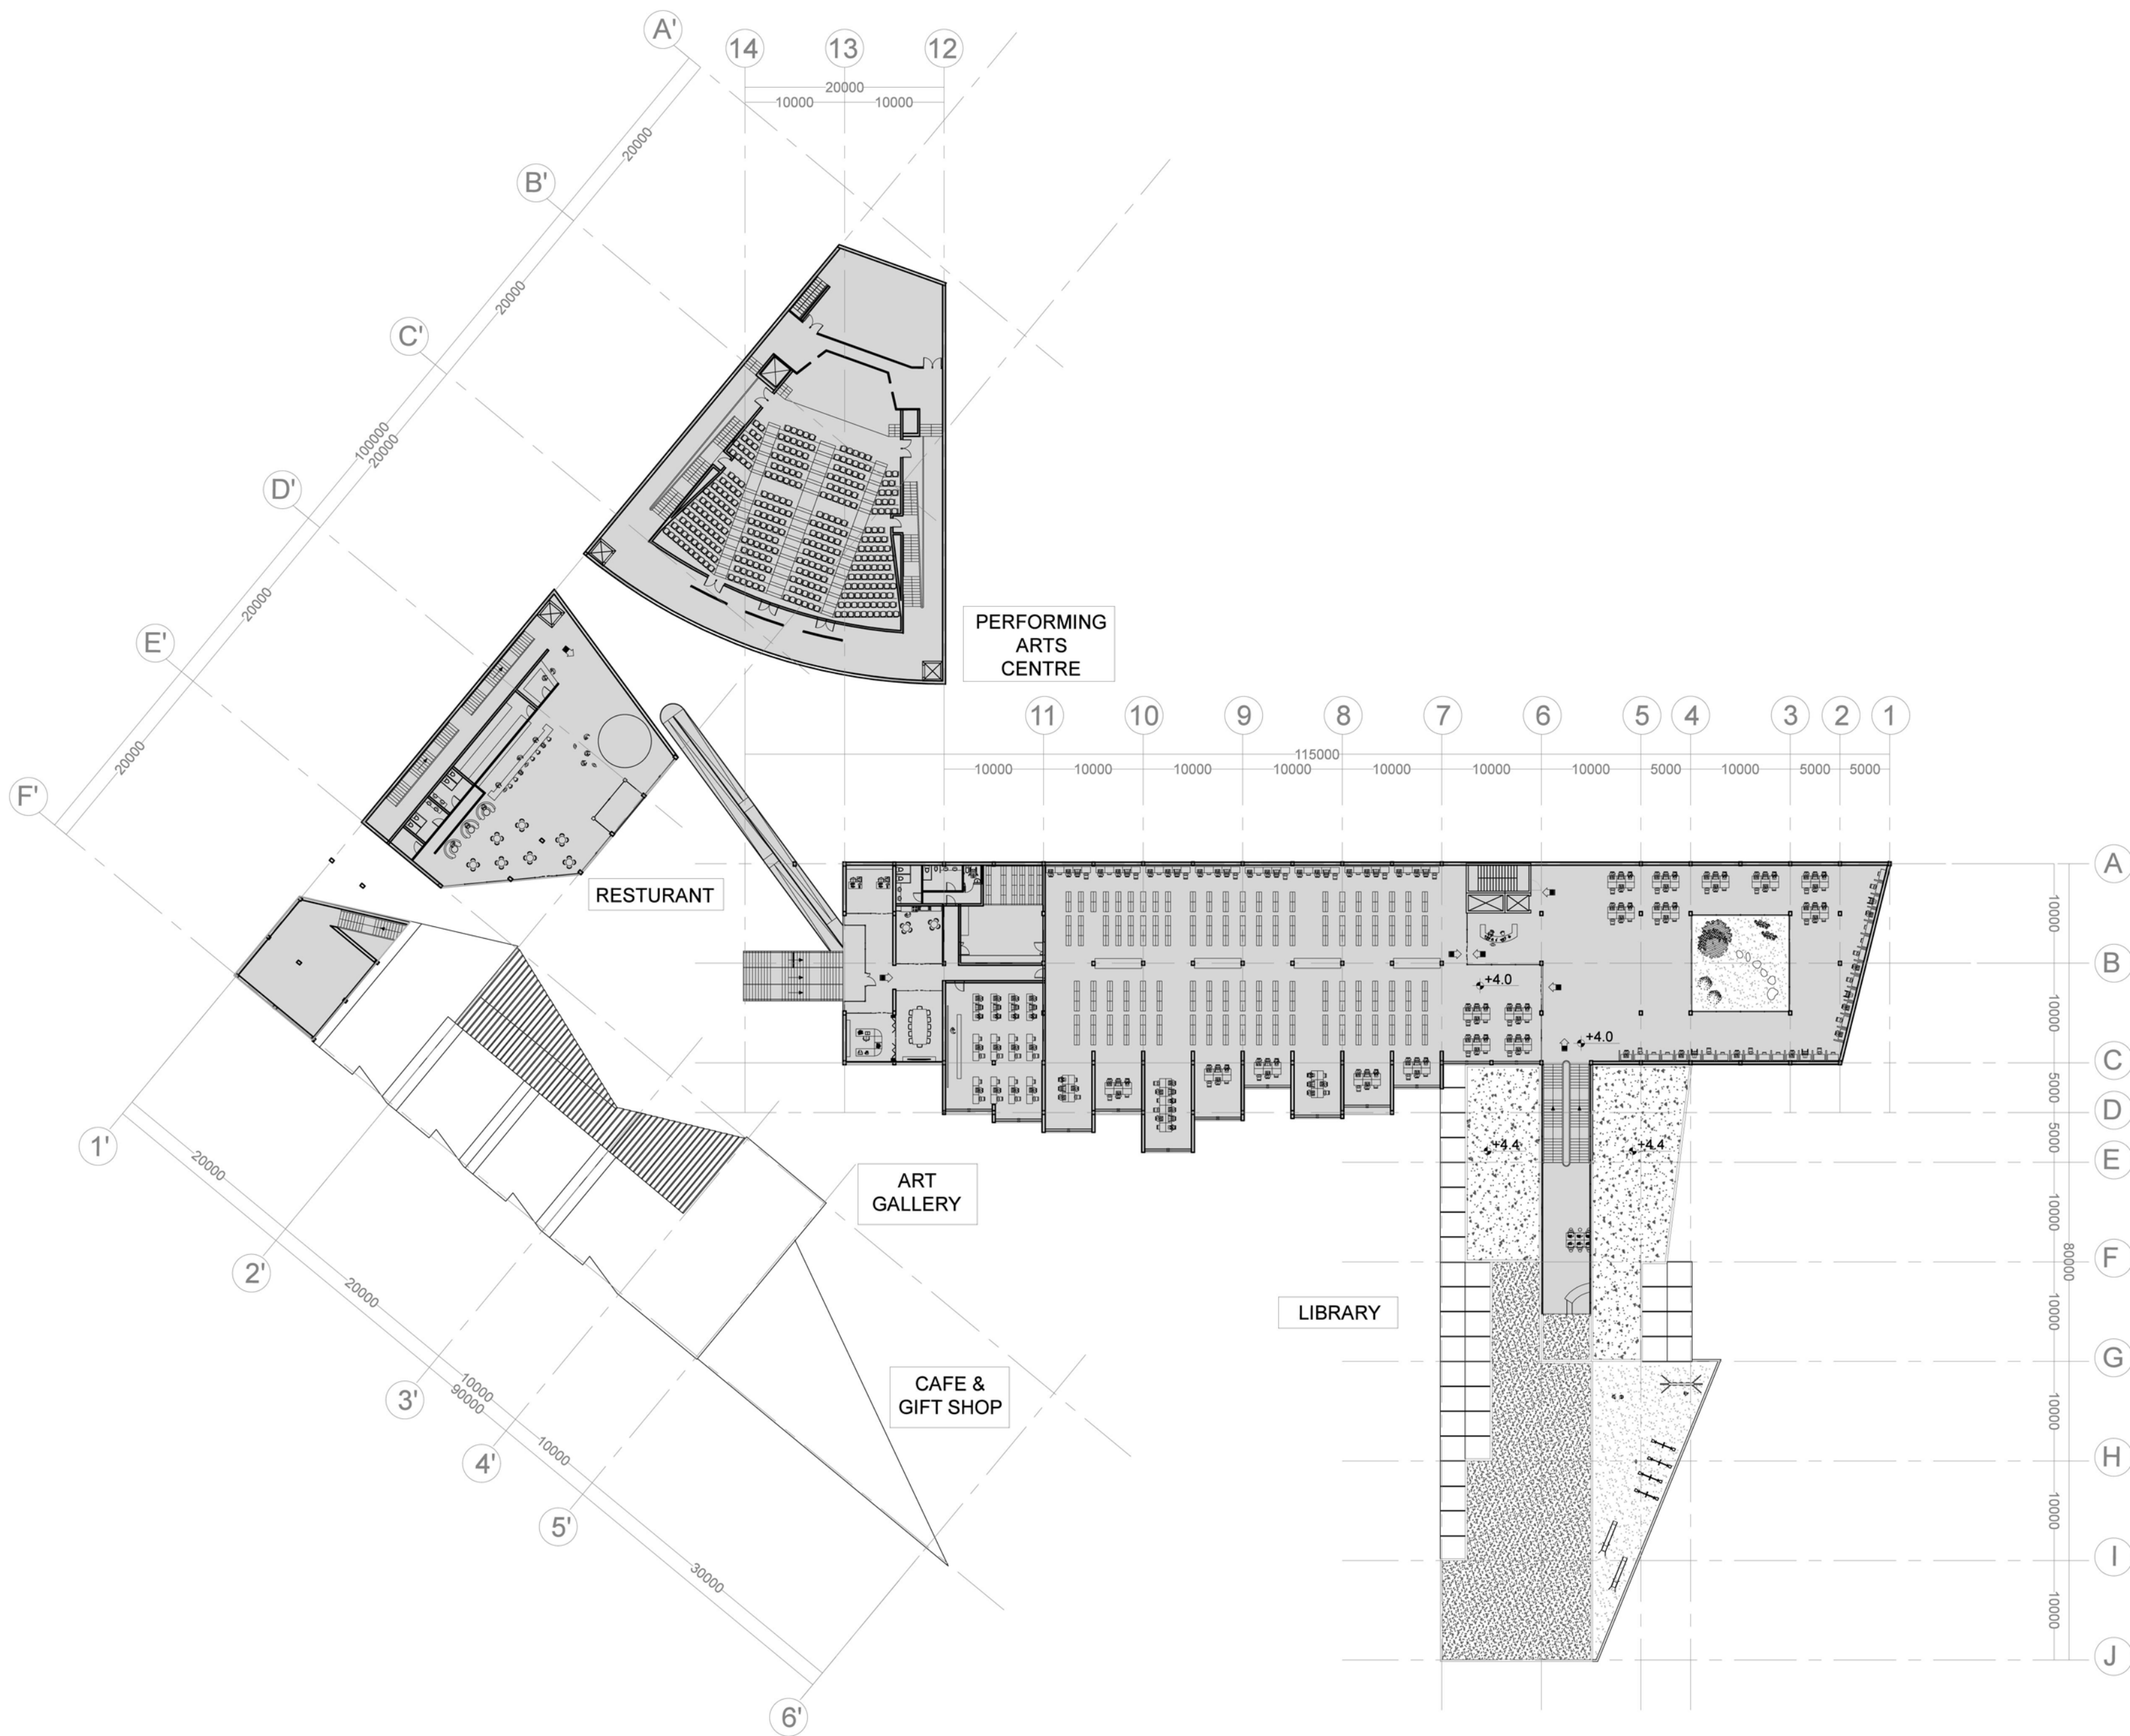 A'
14
13
12
20000
10000
10000
20000
B'
20000
C'
100000
20000
D'
20000
E'
20000
F'
PERFORMING
ARTS
CENTRE
RESTURANT
11
10
9
8
7
6
5
4
3
2
1
115000
10000
10000
10000
10000
10000
10000
10000
5000
10000
5000
5000
A
10000
B
+4.0
10000
+4.0
C
5000
D
+4.4
+4.4
5000
E
10000
80000
F
10000
G
10000
H
10000
I
10000
J
ART
GALLERY
LIBRARY
CAFE &
GIFT SHOP
1'
20000
2'
20000
3'
10000
90000
4'
10000
5'
30000
6'